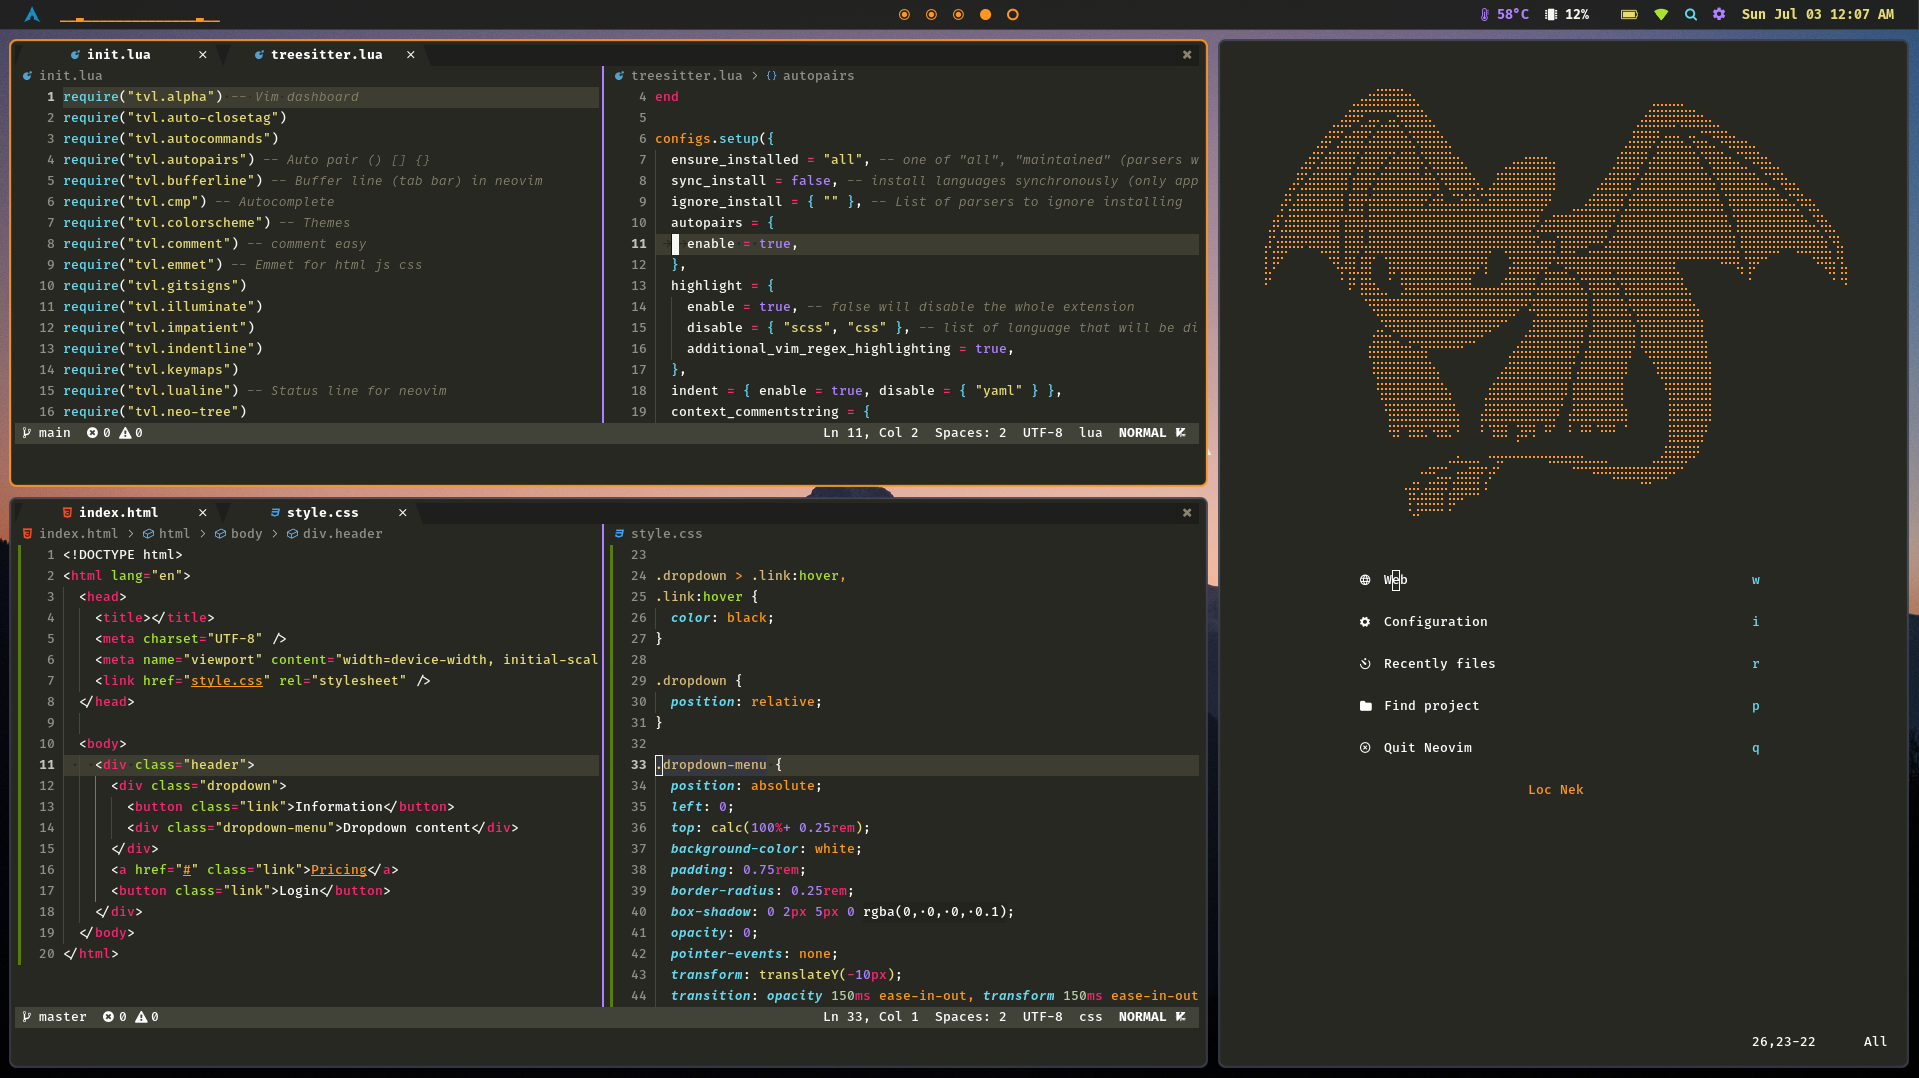 58°C 12% Sun Jul 03 12:07 AM
init.lua × treesitter.lua ×
init.lua
1 require("tvl.alpha") -- Vim dashboard
2 require("tvl.auto-closetag")
3 require("tvl.autocommands")
4 require("tvl.autopairs") -- Auto pair () [] {}
5 require("tvl.bufferline") -- Buffer line (tab bar) in neovim
6 require("tvl.cmp") -- Autocomplete
7 require("tvl.colorscheme") -- Themes
8 require("tvl.comment") -- comment easy
9 require("tvl.emmet") -- Emmet for html js css
10 require("tvl.gitsigns")
11 require("tvl.illuminate")
12 require("tvl.impatient")
13 require("tvl.indentline")
14 require("tvl.keymaps")
15 require("tvl.lualine") -- Status line for neovim
16 require("tvl.neo-tree")
treesitter.lua > {} autopairs
4 end
5
6 configs.setup({
7 ensure_installed = "all", -- one of "all", "maintained" (parsers w
8 sync_install = false, -- install languages synchronously (only app
9 ignore_install = { "" }, -- List of parsers to ignore installing
10 autopairs = {
11 enable = true,
12 },
13 highlight = {
14 enable = true, -- false will disable the whole extension
15 disable = { "scss", "css" }, -- list of language that will be di
16 additional_vim_regex_highlighting = true,
17 },
18 indent = { enable = true, disable = { "yaml" } },
19 context_commentstring = {
main 0 0 Ln 11, Col 2 Spaces: 2 UTF-8 lua NORMAL
index.html × style.css ×
index.html > html > body > div.header
1 <!DOCTYPE html>
2 <html lang="en">
3 <head>
4 <title></title>
5 <meta charset="UTF-8" />
6 <meta name="viewport" content="width=device-width, initial-scal
7 <link href="style.css" rel="stylesheet" />
8 </head>
9
10 <body>
11 <div class="header">
12 <div class="dropdown">
13 <button class="link">Information</button>
14 <div class="dropdown-menu">Dropdown content</div>
15 </div>
16 <a href="#" class="link">Pricing</a>
17 <button class="link">Login</button>
18 </div>
19 </body>
20 </html>
style.css
23
24 .dropdown > .link:hover,
25 .link:hover {
26 color: black;
27 }
28
29 .dropdown {
30 position: relative;
31 }
32
33 .dropdown-menu {
34 position: absolute;
35 left: 0;
36 top: calc(100%+ 0.25rem);
37 background-color: white;
38 padding: 0.75rem;
39 border-radius: 0.25rem;
40 box-shadow: 0 2px 5px 0 rgba(0,·0,·0,·0.1);
41 opacity: 0;
42 pointer-events: none;
43 transform: translateY(-10px);
44 transition: opacity 150ms ease-in-out, transform 150ms ease-in-out
master 0 0 Ln 33, Col 1 Spaces: 2 UTF-8 css NORMAL
Web w
Configuration i
Recently files r
Find project p
Quit Neovim q
Loc Nek
26,23-22 All